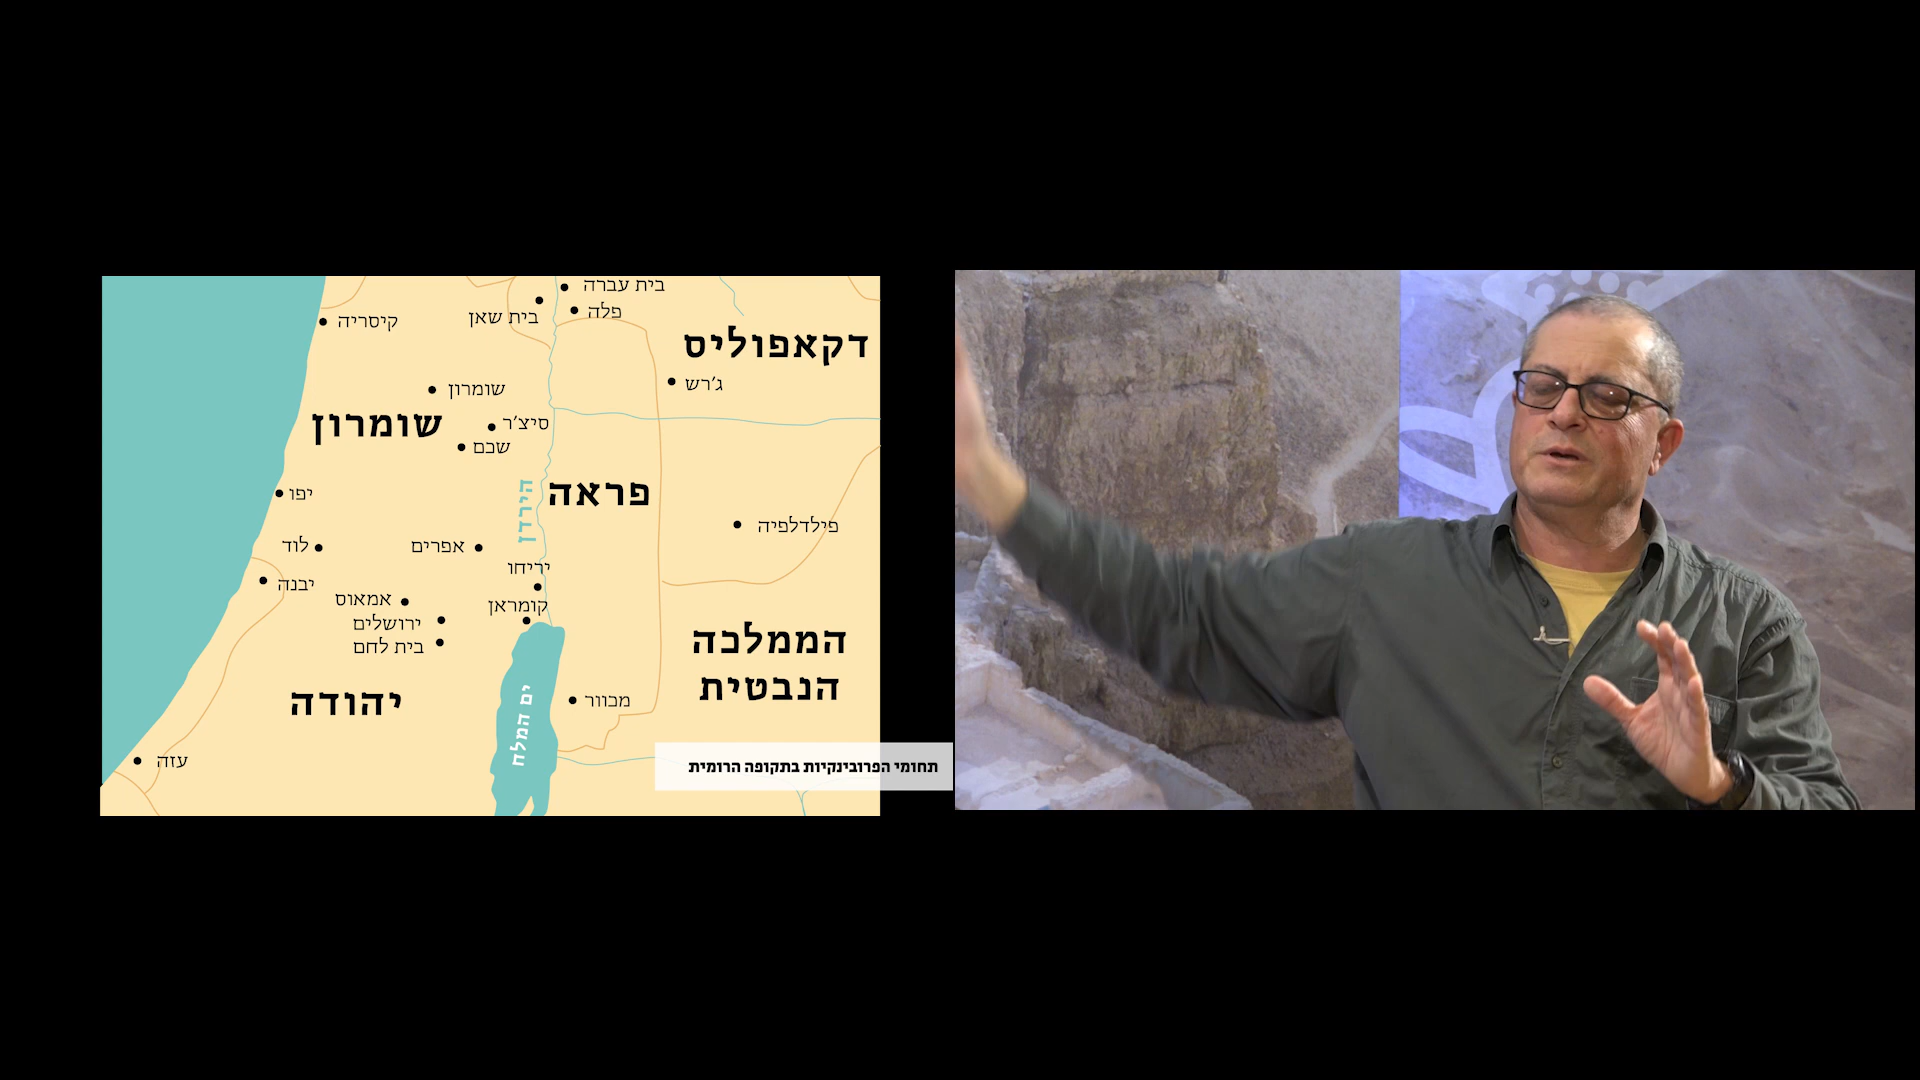 בית עברה
פלה
בית שאן
קיסריה
דקאפוליס
ג'רש
שומרון
שומרון
סיצ'ר
שכם
יפו
הירדן
פראה
פילדלפיה
לוד
אפרים
יריחו
יבנה
אמאוס
קומראן
ירושלים
בית לחם
הממלכה
הנבטית
יהודה
מכוור
ים המלח
עזה
תחומי הפרובינקיות בתקופה הרומית